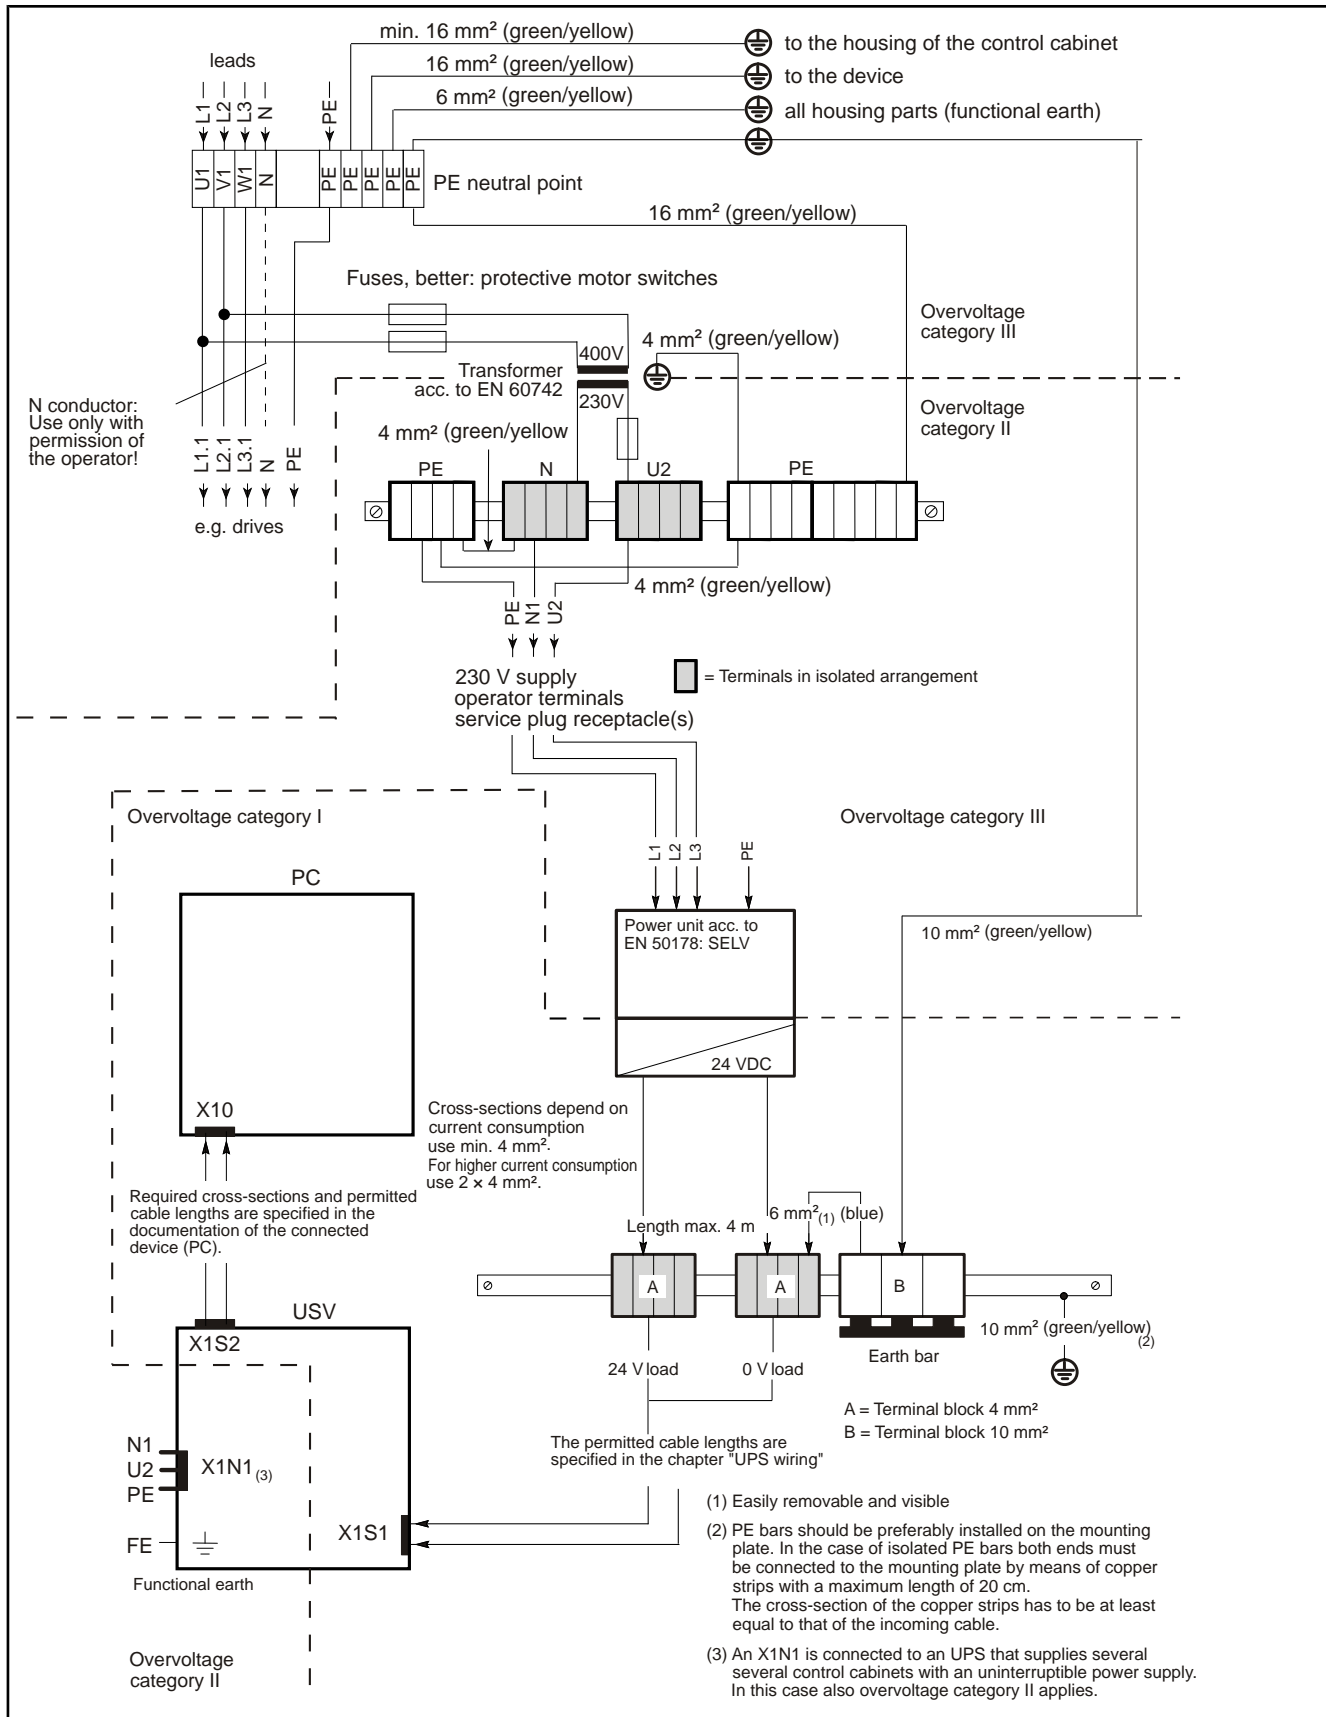 min. 16 mm² (green/yellow)
to the housing of the control cabinet
leads
16 mm² (green/yellow)
to the device
6 mm² (green/yellow)
all housing parts (functional earth)
L1
L2
L3
N
PE
U1
V1
W1
N
PE
PE
PE
PE
PE
PE neutral point
16 mm² (green/yellow)
Fuses, better: protective motor switches
Overvoltage
category III
4 mm² (green/yellow)
400V
Transformer
acc. to EN 60742
230V
Overvoltage
category II
N conductor:
Use only with
permission of
the operator!
4 mm² (green/yellow
L1.1
L2.1
L3.1
N
PE
PE
N
U2
PE
e.g. drives
4 mm² (green/yellow)
PE
N1
U2
230 V supply
operator terminals
service plug receptacle(s)
= Terminals in isolated arrangement
Overvoltage category I
Overvoltage category III
L1
L2
L3
PE
PC
Power unit acc. to
EN 50178: SELV
10 mm² (green/yellow)
24 VDC
X10
Cross-sections depend on
current consumption
use min. 4 mm².
For higher current consumption
use 2 × 4 mm².
Required cross-sections and permitted
cable lengths are specified in the
documentation of the connected
device (PC).
Length max. 4 m
6 mm²(1) (blue)
A
A
B
USV
X1S2
10 mm² (green/yellow)
(2)
Earth bar
24 V load
0 V load
A = Terminal block 4 mm²
B = Terminal block 10 mm²
The permitted cable lengths are
specified in the chapter "UPS wiring"
N1
U2
PE
X1N1 (3)
FE
X1S1
Functional earth
(1) Easily removable and visible
(2) PE bars should be preferably installed on the mounting
plate. In the case of isolated PE bars both ends must
be connected to the mounting plate by means of copper
strips with a maximum length of 20 cm.
The cross-section of the copper strips has to be at least
equal to that of the incoming cable.
(3) An X1N1 is connected to an UPS that supplies several
several control cabinets with an uninterruptible power supply.
In this case also overvoltage category II applies.
Overvoltage
category II